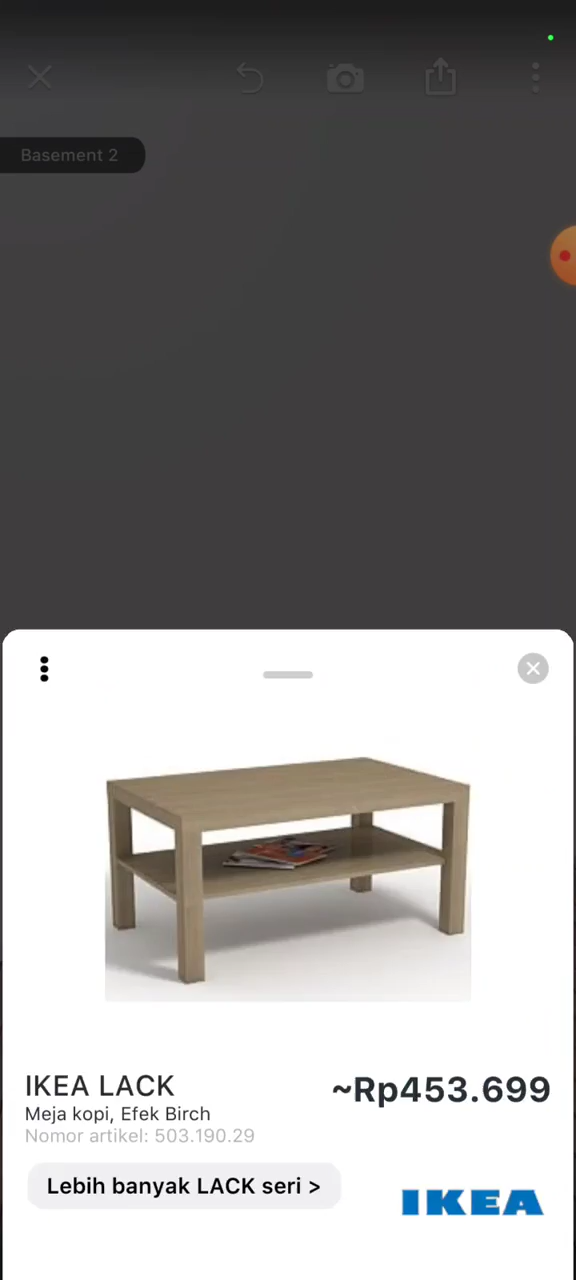 Basement 2
IKEA LACK
~Rp453.699
Meja kopi, Efek Birch
Nomor artikel: 503.190.29
Lebih banyak LACK seri >
IKEA